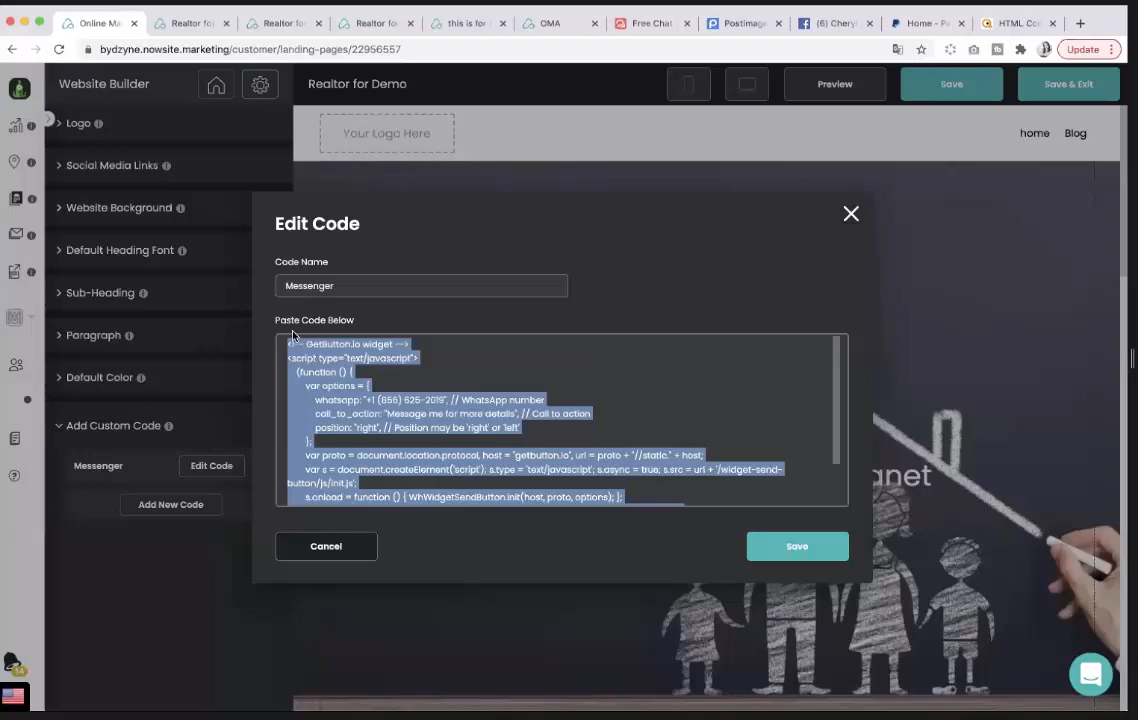 Online Ma
Realtor for
Realtor for
Realtor for
this is for
OMA
Free Chat
Postimage
(6) Chery
Home - P
HTML Co
bydzyne.nowsite.marketing/customer/landing-pages/22956557
Update
Website Builder
Realtor for Demo
Preview
Save
Save & Exit
Logo
Social Media Links
Website Background
Default Heading Font
Sub-Heading
Paragraph
Default Color
Add Custom Code
Messenger
Edit Code
Add New Code
Your Logo Here
home
Blog
anet
Edit Code
Code Name
Messenger
Paste Code Below
<!-- GetButton.io widget -->
<script type="text/javascript">
(function () {
var options = {
whatsapp: "+1 (856) 626-2019", // WhatsApp number
call_to_action: "Message me for more details", // Call to action
position: "right", // Position may be 'right' or 'left'
};
var proto = document.location.protocol, host = "getbutton.io", url = proto + "//static." + host;
var s = document.createElement('script'); s.type = 'text/javascript'; s.async = true; s.src = url + '/widget-send-
button/js/init.js';
s.onload = function () { WhWidgetSendButton.init(host, proto, options); };
Cancel
Save